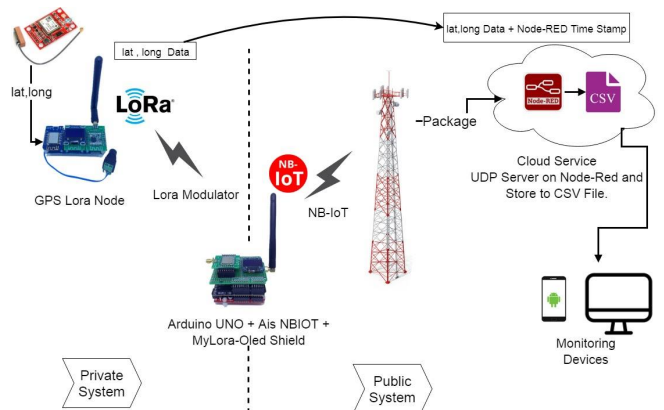 lat , long Data
lat,long Data + Node-RED Time Stamp
lat,long
LoRa
Node-RED
CSV
Package
GPS Lora Node
Lora Modulator
NB-
IoT
NB-IoT
Cloud Service
UDP Server on Node-Red and
Store to CSV File.
Arduino UNO + Ais NBIOT +
MyLora-Oled Shield
Monitoring
Devices
Private
System
Public
System